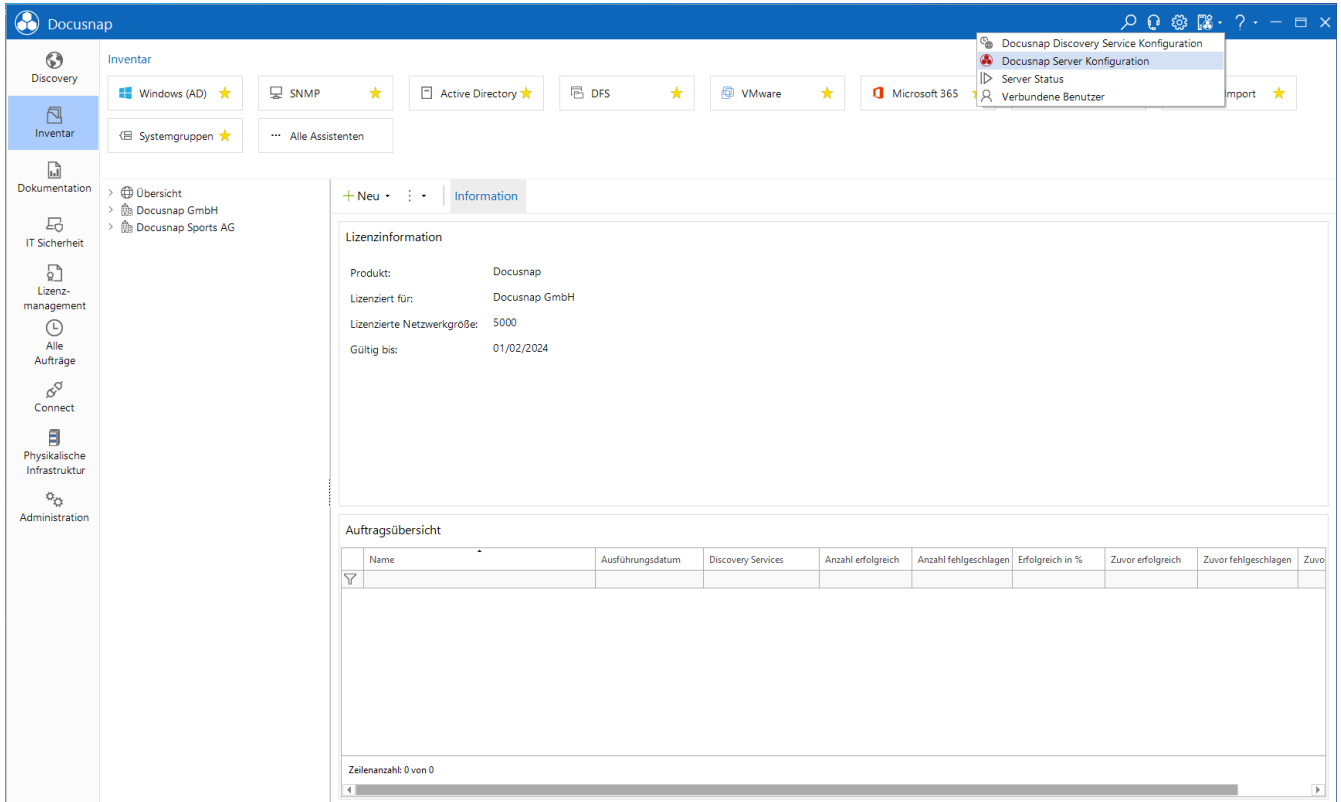 Docusnap
?
Docusnap Discovery Service Konfiguration
Docusnap Server Konfiguration
Server Status
Verbundene Benutzer
Discovery
Inventar
Dokumentation
IT Sicherheit
Lizenz-
management
Alle
Aufträge
Connect
Physikalische
Infrastruktur
Administration
Inventar
Windows (AD)
SNMP
Active Directory
DFS
VMware
Microsoft 365
Systemgruppen
... Alle Assistenten
Übersicht
Docusnap GmbH
Docusnap Sports AG
Neu
Information
Lizenzinformation
Produkt: Docusnap
Lizenziert für: Docusnap GmbH
Lizenzierte Netzwerkgröße: 5000
Gültig bis: 01/02/2024
Auftragsübersicht
Name Ausführungsdatum Discovery Services Anzahl erfolgreich Anzahl fehlgeschlagen Erfolgreich in % Zuvor erfolgreich Zuvor fehlgeschlagen Zuvo
Zeilenanzahl: 0 von 0